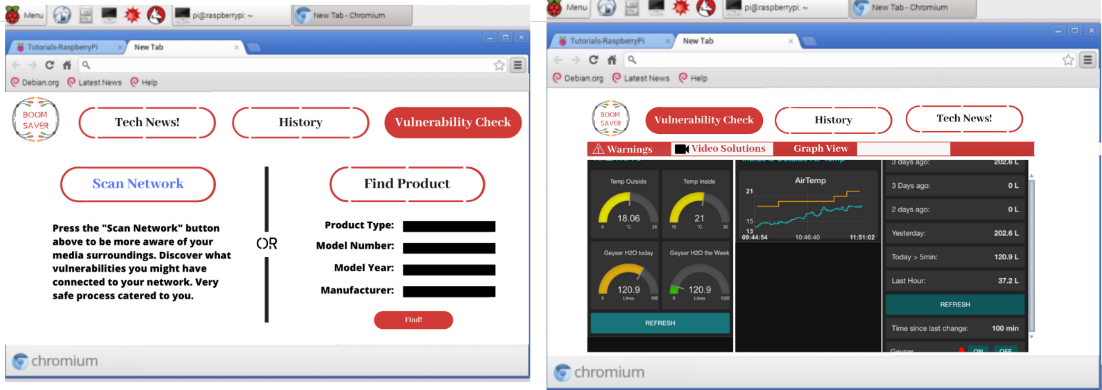 Menu
pi@raspberrypi: ~
New Tab - Chromium
Tutorials-RaspberryPi × New Tab ×
Debian.org Latest News Help
BOOM
SAVER
Tech News! History Vulnerability Check
Scan Network
Press the "Scan Network" button
above to be more aware of your
media surroundings. Discover what
vulnerabilities you might have
connected to your network. Very
safe process catered to you.
OR
Find Product
Product Type:
Model Number:
Model Year:
Manufacturer:
Find!
chromium
Menu
pi@raspberrypi: ~
New Tab - Chromium
Tutorials-RaspberryPi × New Tab ×
Debian.org Latest News Help
BOOM
SAVER
Vulnerability Check History Tech News!
Warnings Video Solutions Graph View
Temp Outside
18.06
0 °C 38
Temp Inside
21
10 °C 30
Geyser H2O today
120.9
0 Litres
Geyser H2O the Week
120.9
0 Litres
REFRESH
AirTemp
21
15
13
09:44:54 10:46:40 11:51:02
3 days ago: 202.6 L
3 Days ago: 0 L
2 days ago: 0 L
Yesterday: 202.6 L
Today > 5min: 120.9 L
Last Hour: 37.2 L
REFRESH
Time since last change: 100 min
Geyser ON OFF
chromium